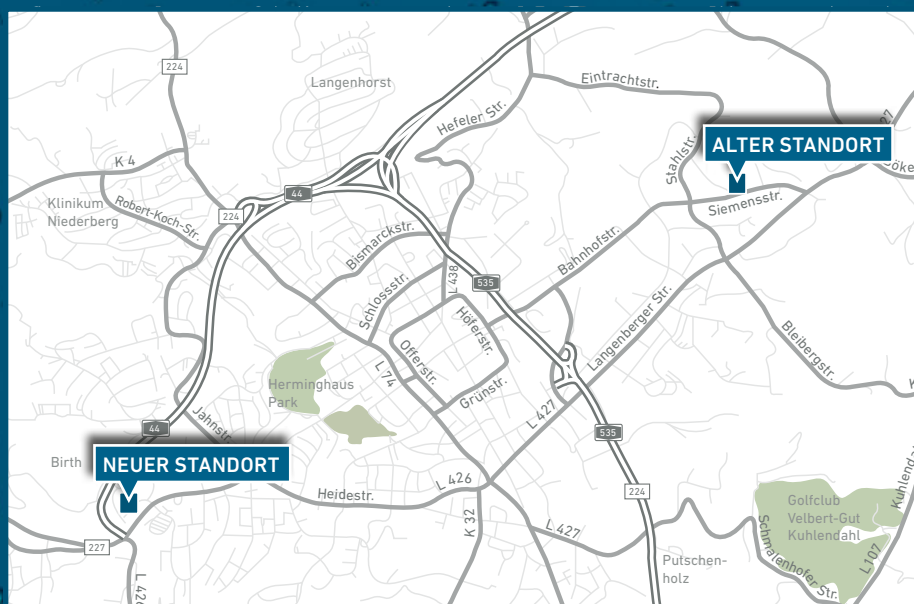 224
Langenhorst
Eintrachtstr.
Hefeler Str.
Stahlstr.
ALTER STANDORT
K 4
44
Klinikum
Niederberg
Robert-Koch-Str.
224
Siemensstr.
Bismarckstr.
Bahnhofstr.
L 438
535
Schlossstr.
Höferstr.
Langenberger Str.
Bleibergstr.
Offerstr.
L 74
Herminghaus
Park
Grünstr.
L 427
Jahnstr.
44
535
Birth
NEUER STANDORT
L 426
Heidestr.
224
K 32
L 427
Golfclub
Velbert-Gut
Kuhlendahl
Schmalenhofer Str.
L107
227
Putschen-
holz